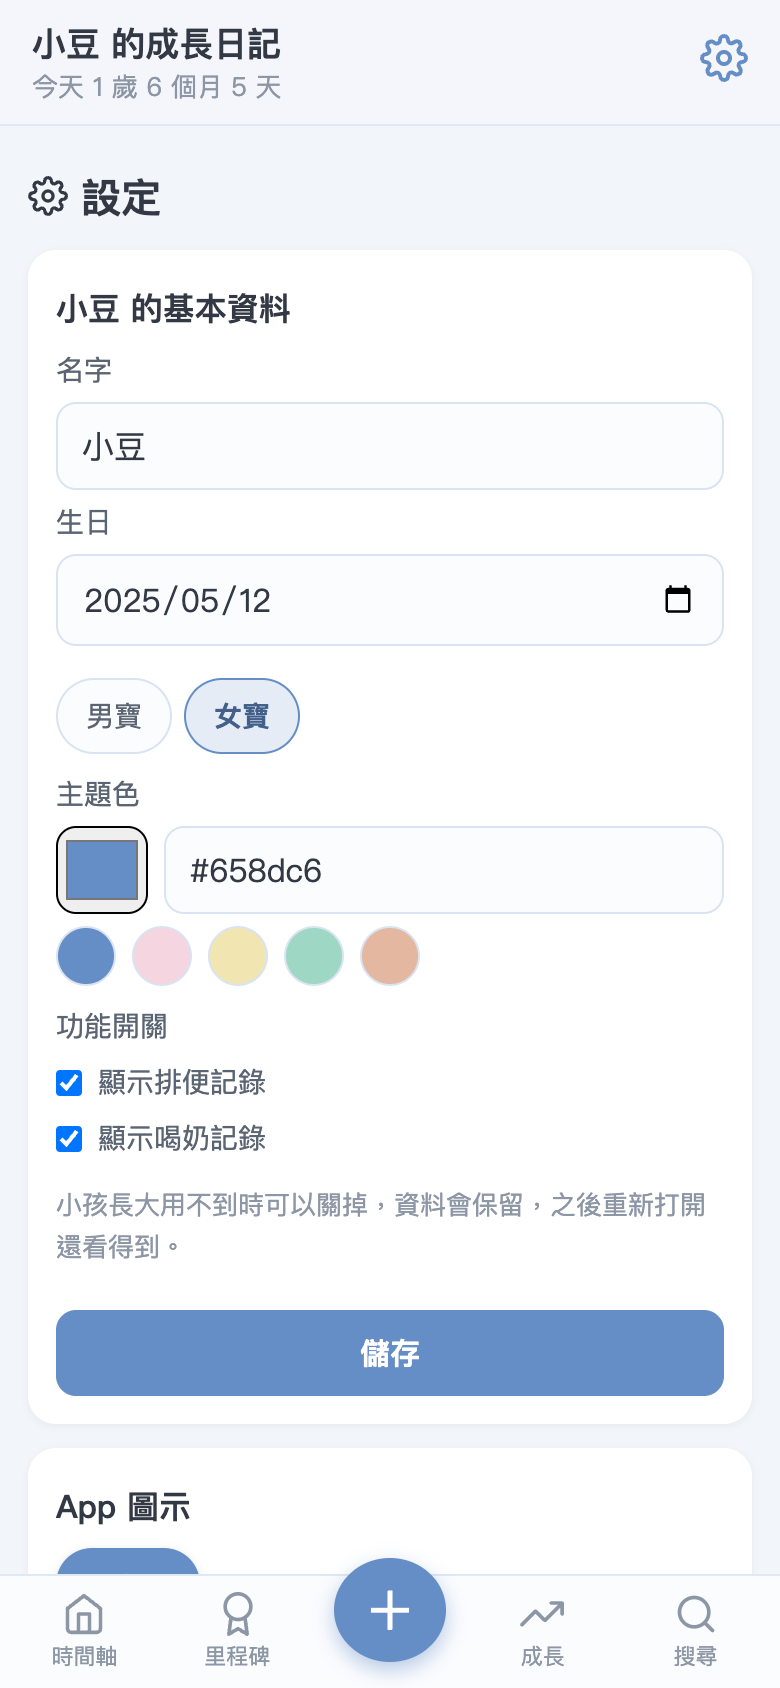 小豆 的成長日記
今天 1 歲 6 個月 5 天
設定
小豆 的基本資料
名字
小豆
生日
2025/05/12
男寶 女寶
主題色
#658dc6
功能開關
顯示排便記錄
顯示喝奶記錄
小孩長大用不到時可以關掉，資料會保留，之後重新打開
還看得到。
儲存
App 圖示
時間軸 里程碑 成長 搜尋